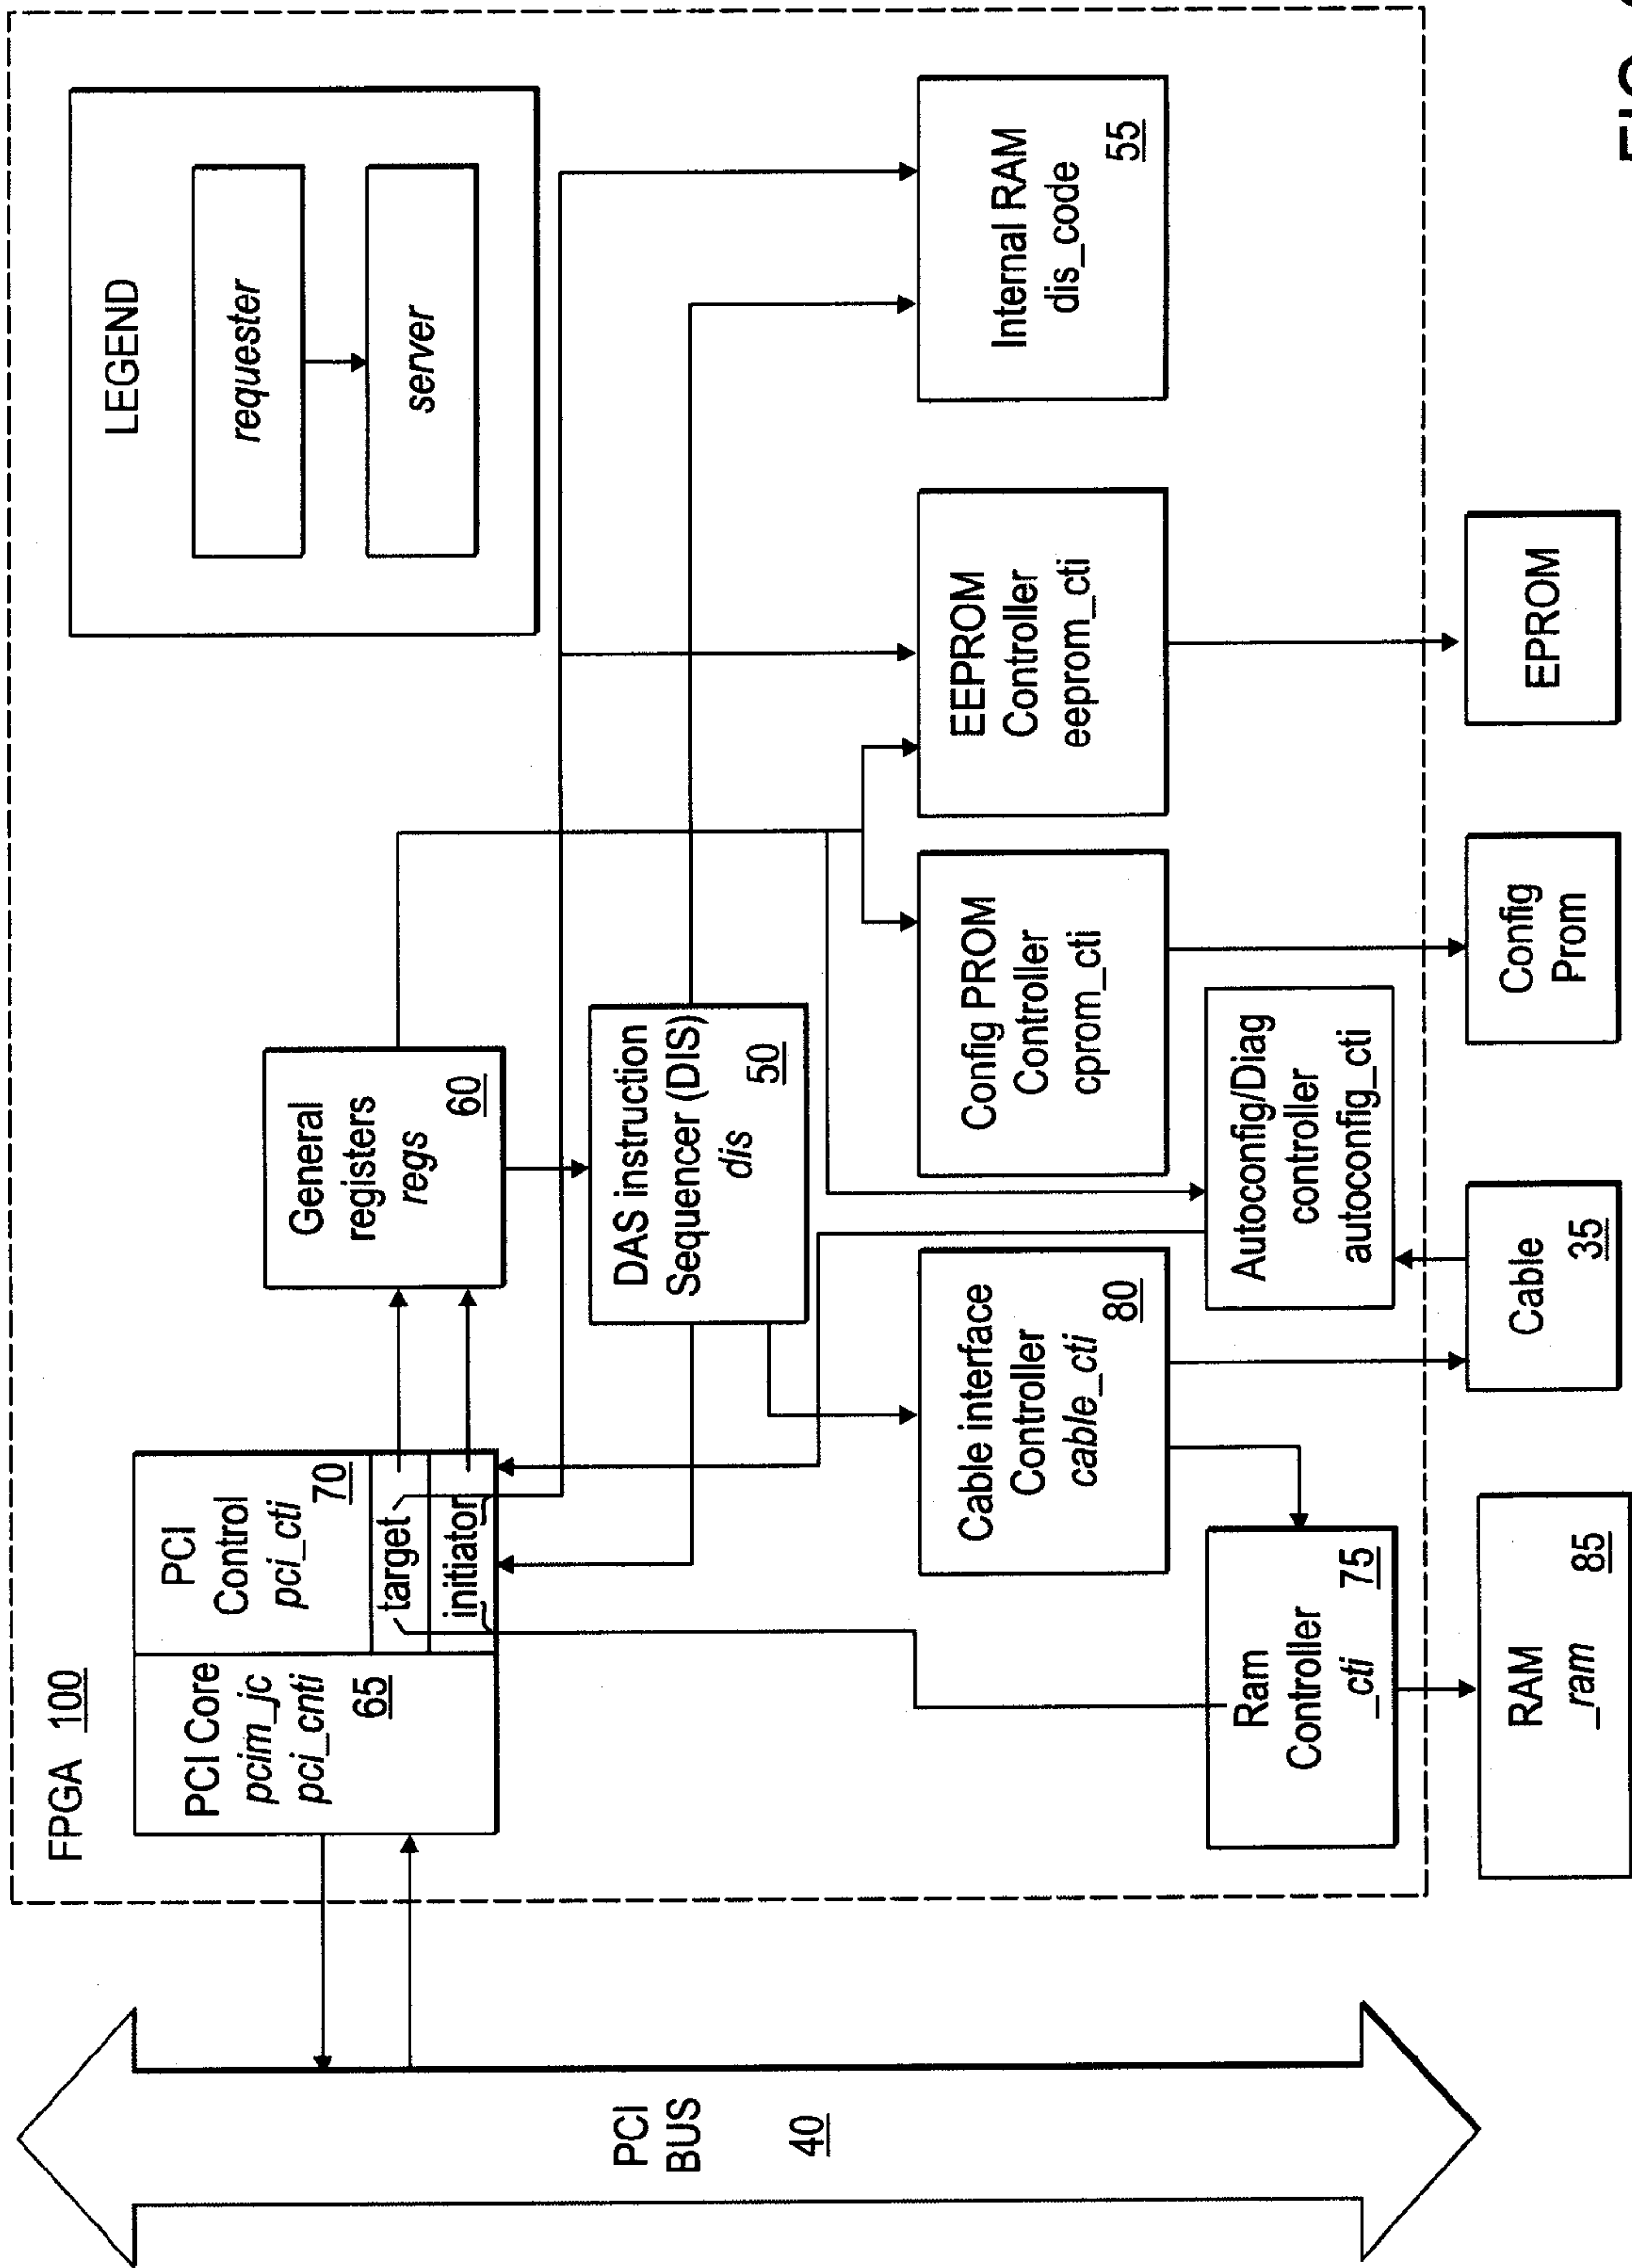 FPGA 100
LEGEND
requester
server
PCI Core
pcim_jc
pci_cnti
65
PCI
Control
pci_cti
70
target
initiator
General
registers
regs
60
DAS instruction
Sequencer (DIS)
dis
50
PCI
BUS
40
Cable interface
Controller
cable_cti
80
Config PROM
Controller
cprom_cti
EEPROM
Controller
eeprom_cti
Internal RAM
dis_code
55
Ram
Controller
_cti
75
Autoconfig/Diag
controller
autoconfig_cti
RAM
_ram
85
Cable
35
Config
Prom
EPROM